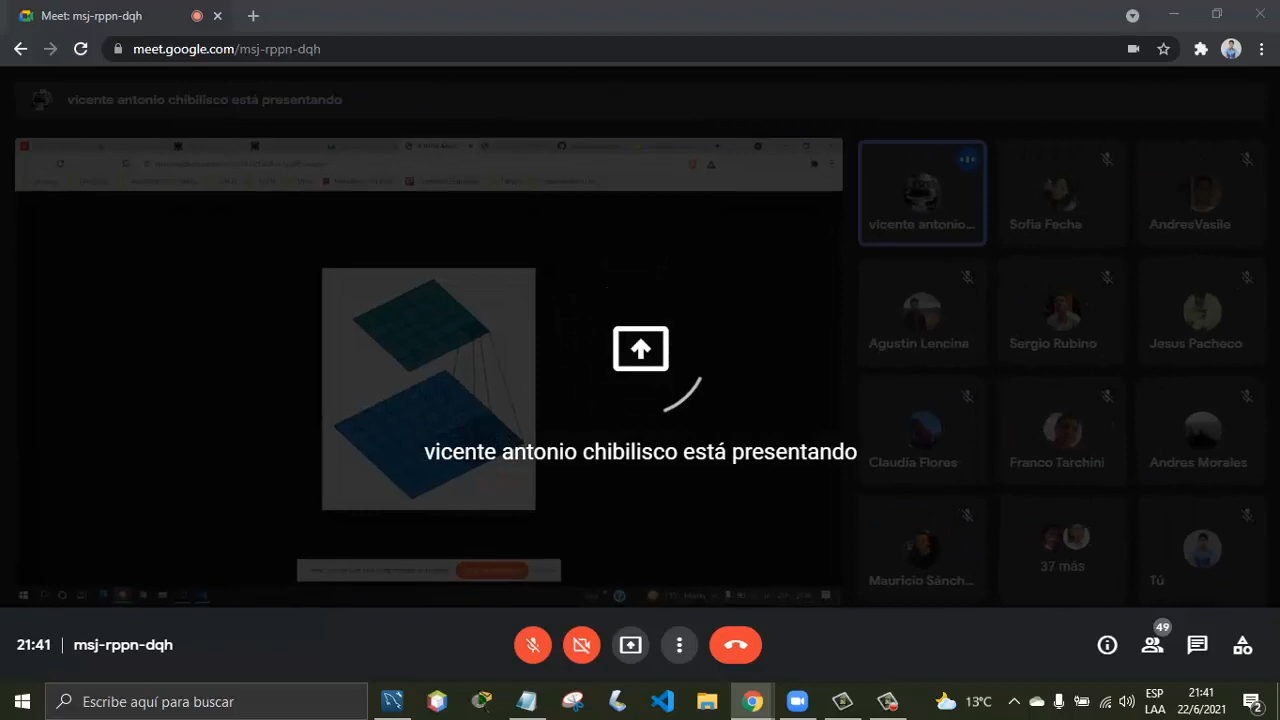 Meet: msj-rppn-dqh
meet.google.com/msj-rppn-dqh
vicente antonio chibilisco está presentando
vicente antonio...
Sofia Fecha
AndresVasile
Agustin Lencina
Sergio Rubino
Jesus Pacheco
vicente antonio chibilisco está presentando
Claudia Flores
Franco Tarchini
Andres Morales
Mauricio Sánch...
37 más
Tú
21:41 | msj-rppn-dqh
49
Escribe aquí para buscar
13°C
ESP
LAA
21:41
22/6/2021
2